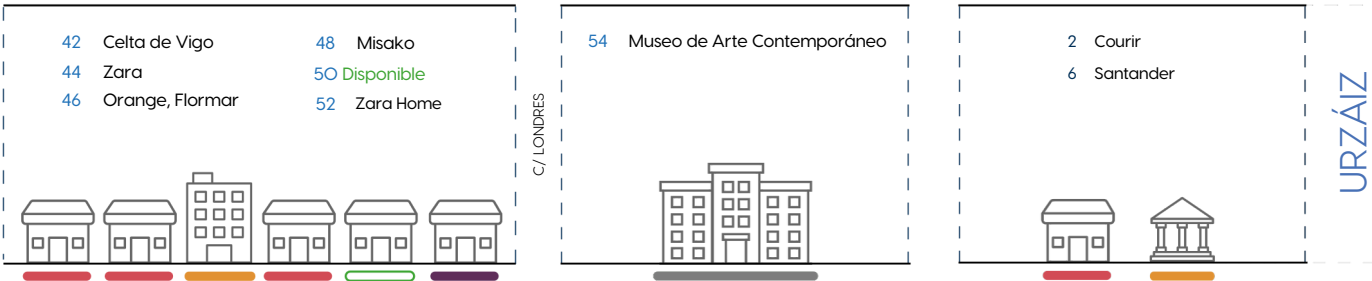 42 Celta de Vigo
44 Zara
46 Orange, Flormar
48 Misako
50 Disponible
52 Zara Home
C/ LONDRES
54 Museo de Arte Contemporáneo
2 Courir
6 Santander
URZÁIZ